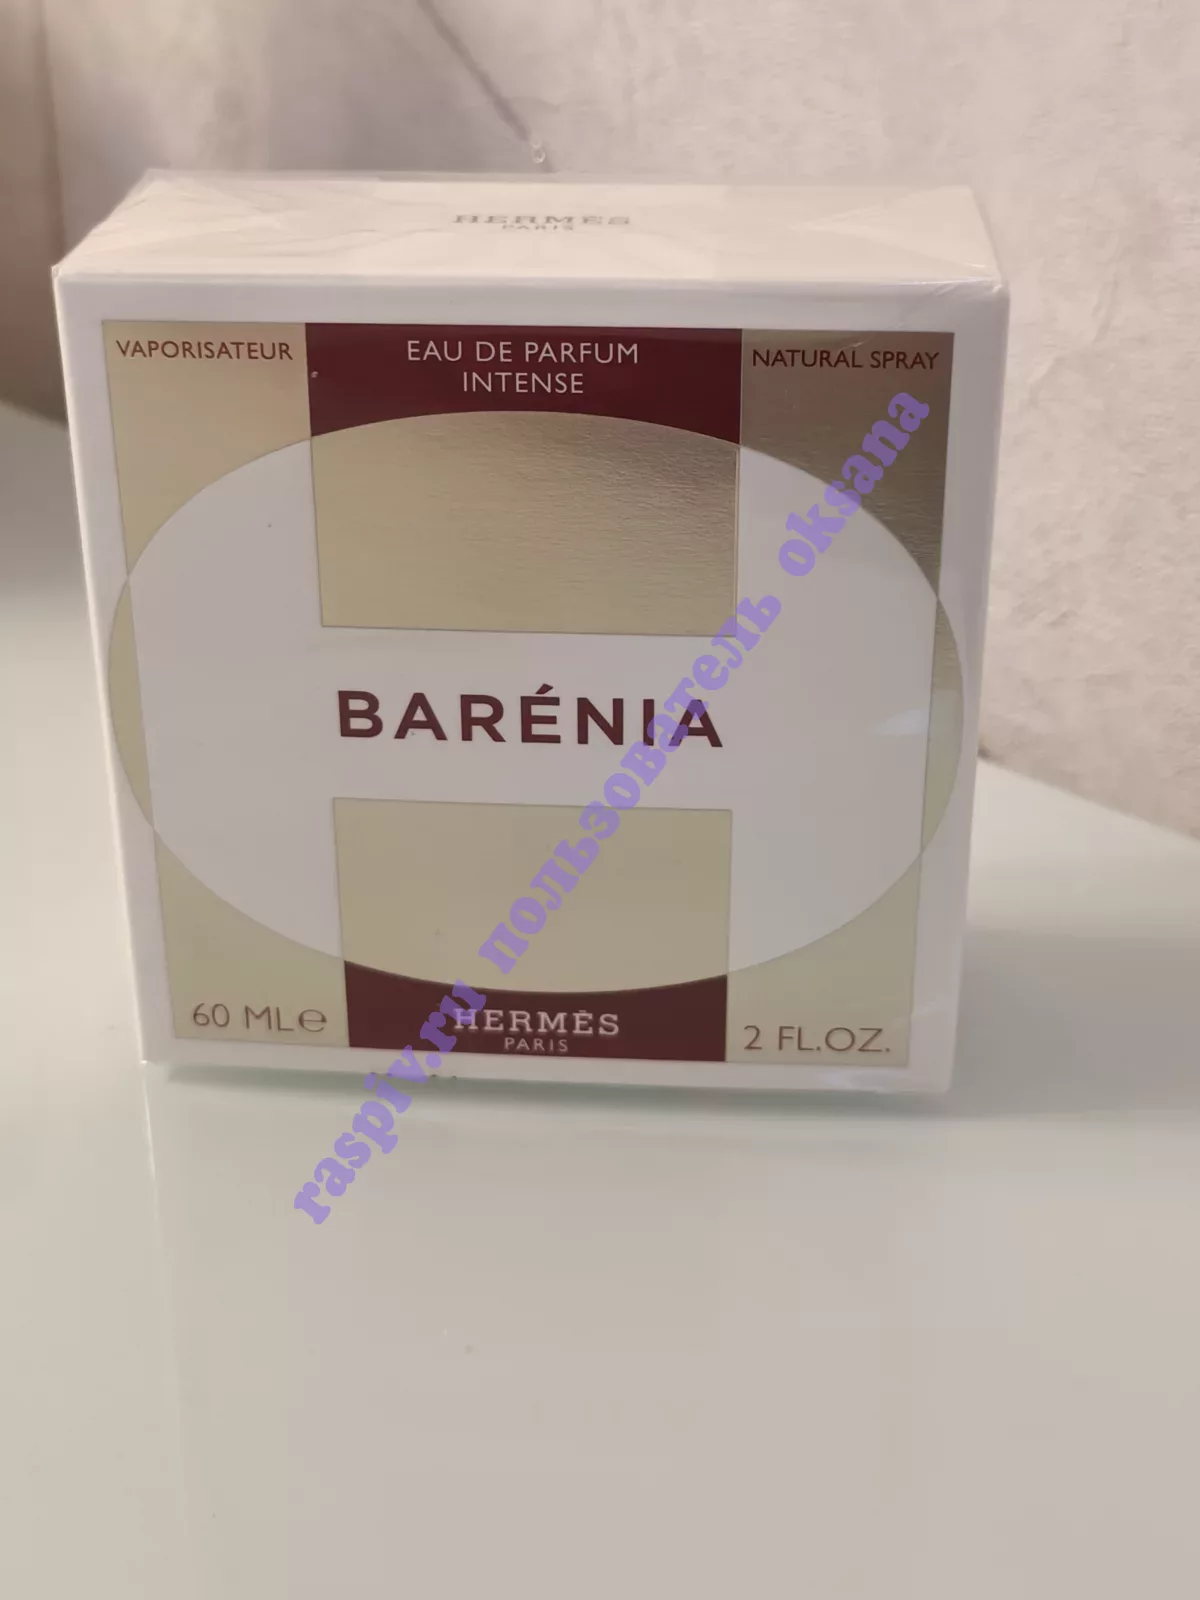 HERMÈS
PARIS
VAPORISATEUR
EAU DE PARFUM
INTENSE
NATURAL SPRAY
BARÉNIA
60 ML℮
HERMÈS
PARIS
2 FL.OZ.
raspiv.ru пользователь oksana